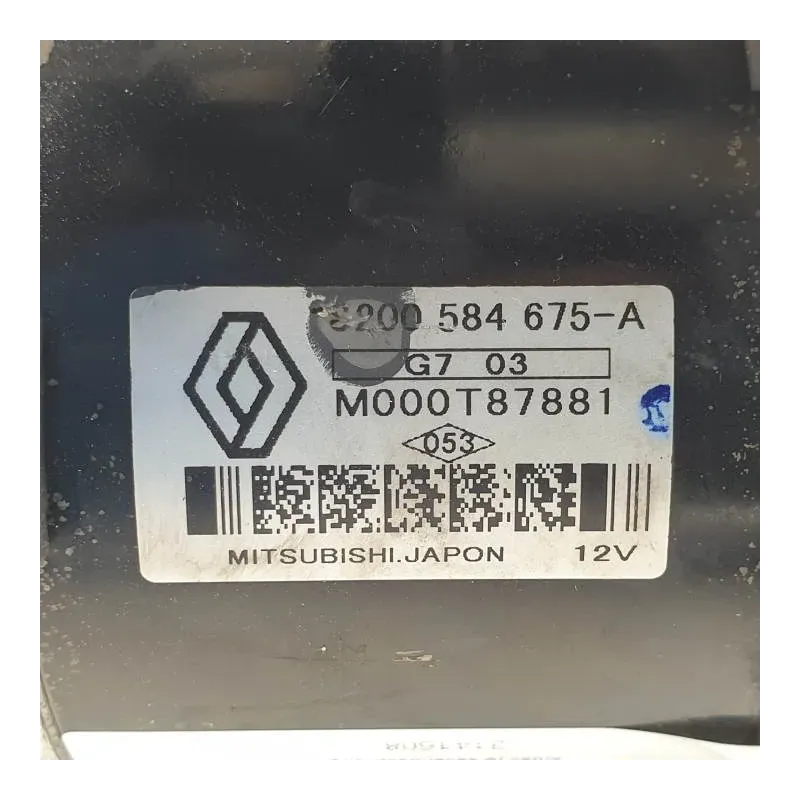 8200 584 675-A
G7 03
M000T87881
053
MITSUBISHI.JAPON 12V